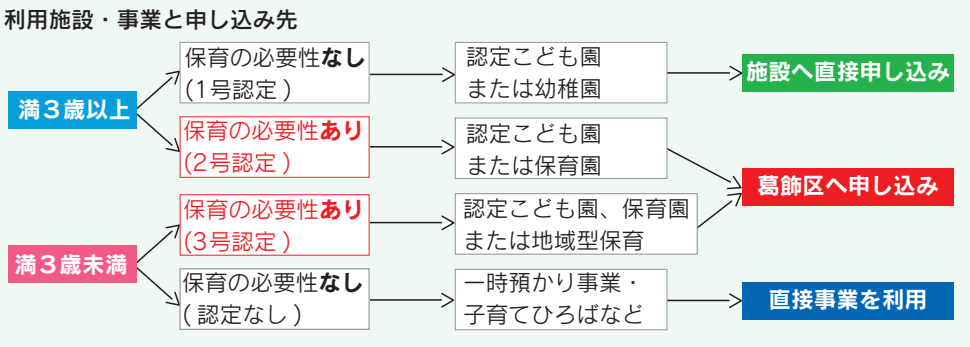 利用施設・事業と申し込み先
満３歳以上
保育の必要性なし
(1号認定)
認定こども園
または幼稚園
施設へ直接申し込み
保育の必要性あり
(2号認定)
認定こども園
または保育園
葛飾区へ申し込み
満３歳未満
保育の必要性あり
(3号認定)
認定こども園、保育園
または地域型保育
保育の必要性なし
(認定なし)
一時預かり事業・
子育てひろばなど
直接事業を利用